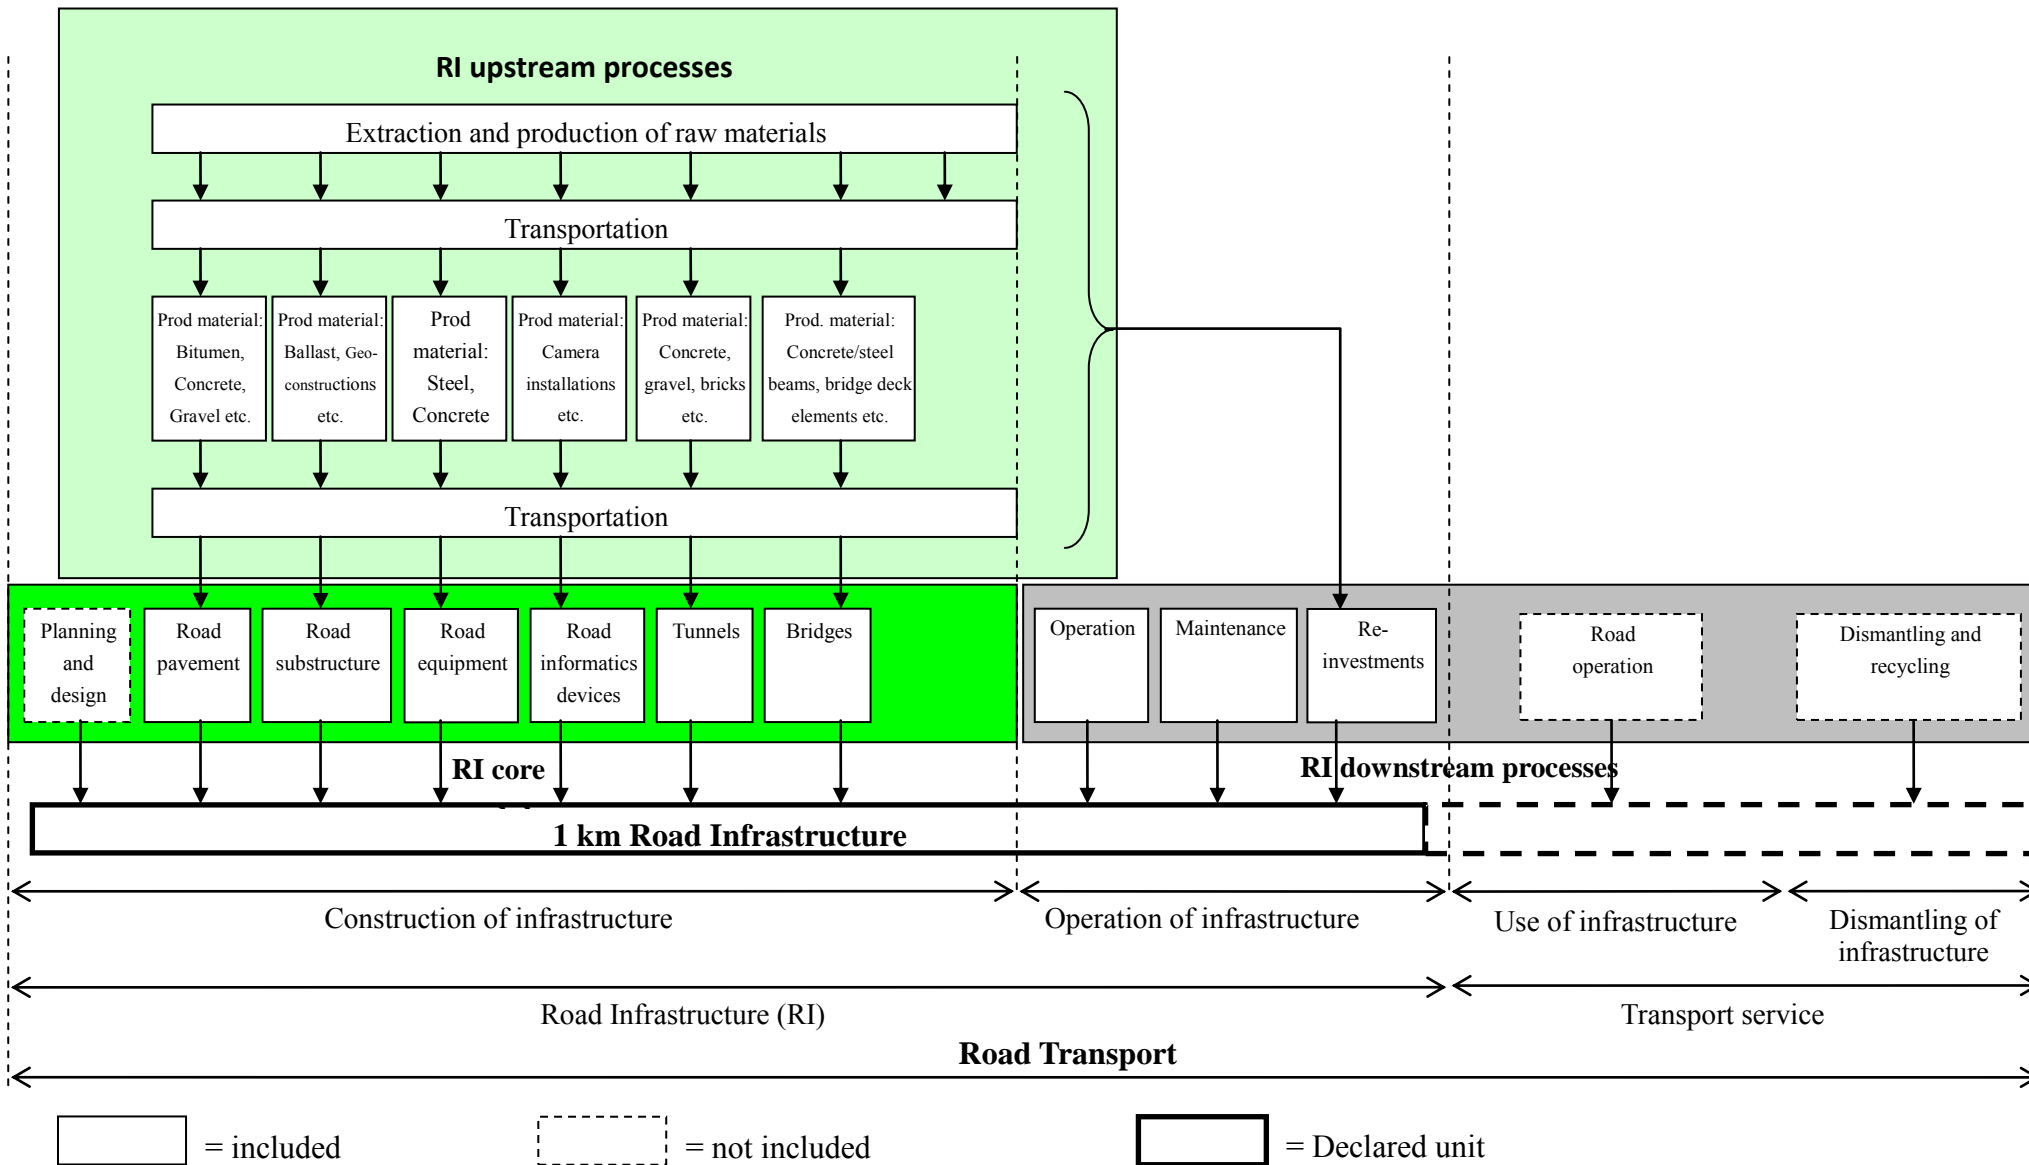 RI upstream processes
Extraction and production of raw materials
Transportation
Prod material:
Bitumen,
Concrete,
Gravel etc.
Prod material:
Ballast, Geo-
constructions
etc.
Prod
material:
Steel,
Concrete
Prod material:
Camera
installations
etc.
Prod material:
Concrete,
gravel, bricks
etc.
Prod. material:
Concrete/steel
beams, bridge deck
elements etc.
Transportation
Planning
and
design
Road
pavement
Road
substructure
Road
equipment
Road
informatics
devices
Tunnels
Bridges
Operation
Maintenance
Re-
investments
Road
operation
Dismantling and
recycling
RI core
RI downstream processes
1 km Road Infrastructure
Construction of infrastructure
Operation of infrastructure
Use of infrastructure
Dismantling of
infrastructure
Road Infrastructure (RI)
Transport service
Road Transport
= included
= not included
= Declared unit